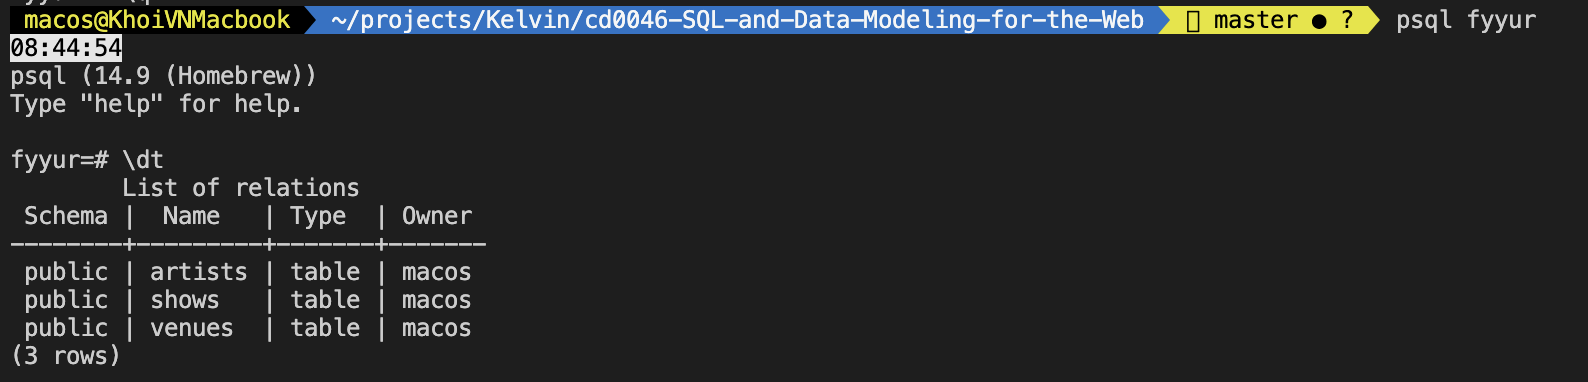 macos@KhoiVNMacbook ~/projects/Kelvin/cd0046-SQL-and-Data-Modeling-for-the-Web master ● ? psql fyyur
08:44:54
psql (14.9 (Homebrew))
Type "help" for help.
fyyur=# \dt
List of relations
Schema | Name | Type | Owner
--------+---------+-------+-------
public | artists | table | macos
public | shows | table | macos
public | venues | table | macos
(3 rows)